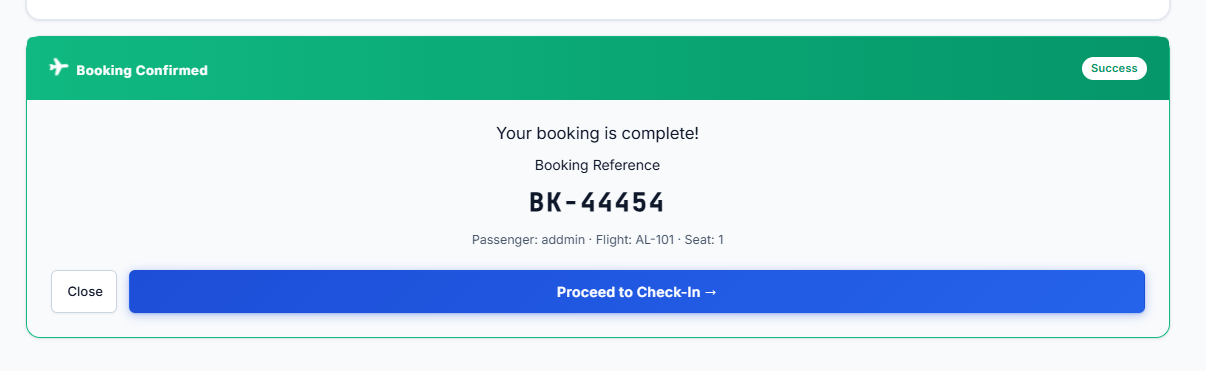 Booking Confirmed
Success
Your booking is complete!
Booking Reference
BK-44454
Passenger: addmin · Flight: AL-101 · Seat: 1
Close
Proceed to Check-In →